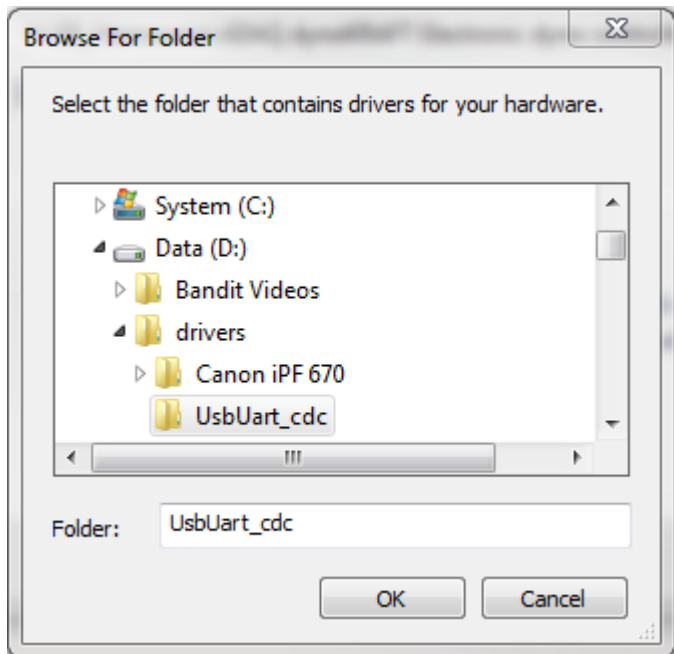 Browse For Folder
Select the folder that contains drivers for your hardware.
System (C:)
Data (D:)
Bandit Videos
drivers
Canon iPF 670
UsbUart_cdc
Folder: UsbUart_cdc
OK Cancel